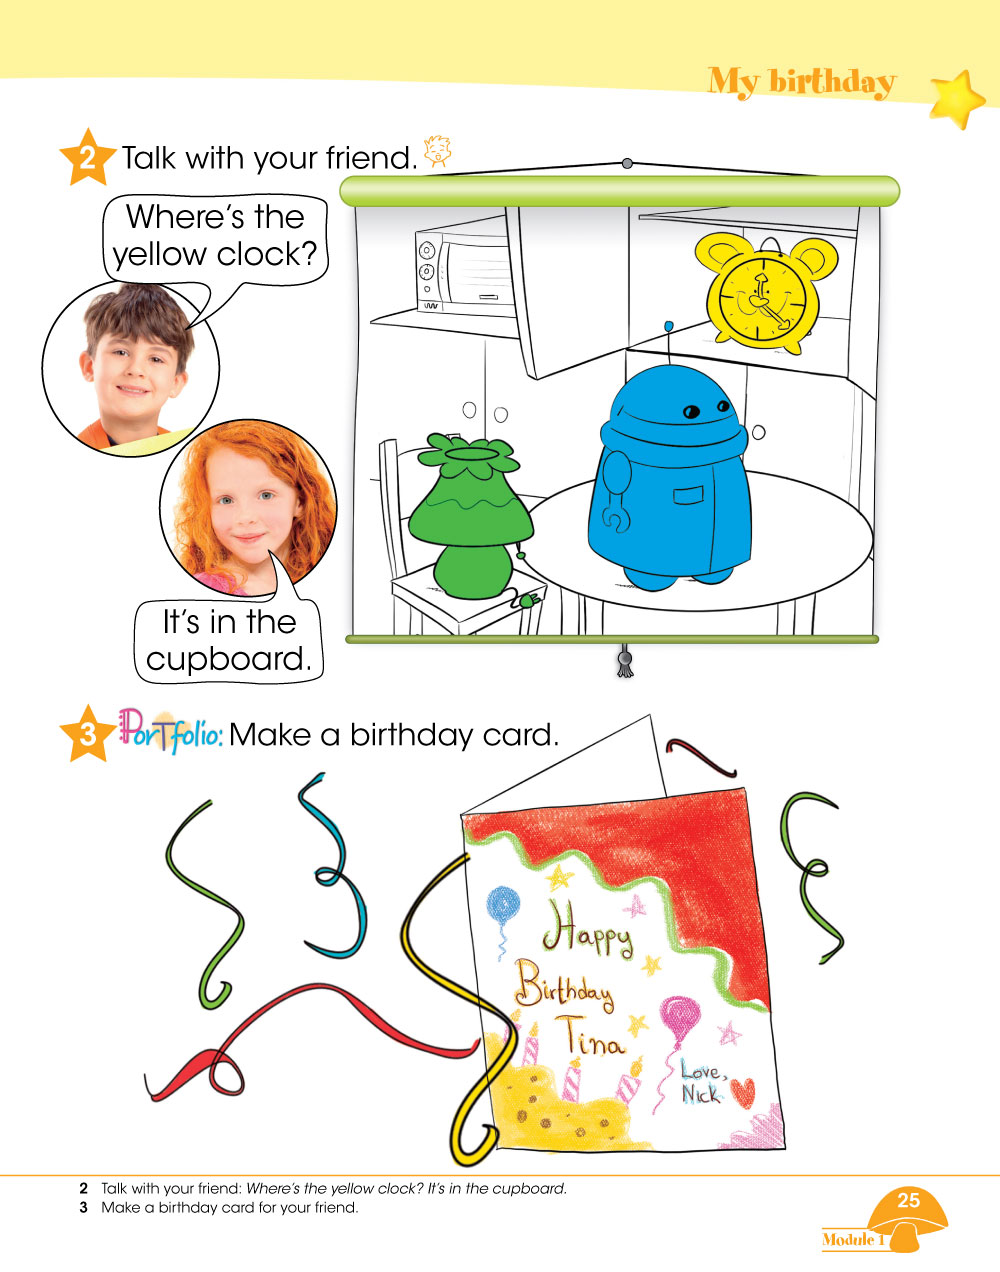 My birthday
2 Talk with your friend.
Where's the
yellow clock?
It's in the
cupboard.
3 Portfolio: Make a birthday card.
Happy
Birthday
Tina
Love,
Nick
2 Talk with your friend: Where's the yellow clock? It's in the cupboard.
3 Make a birthday card for your friend.
25
Module 1